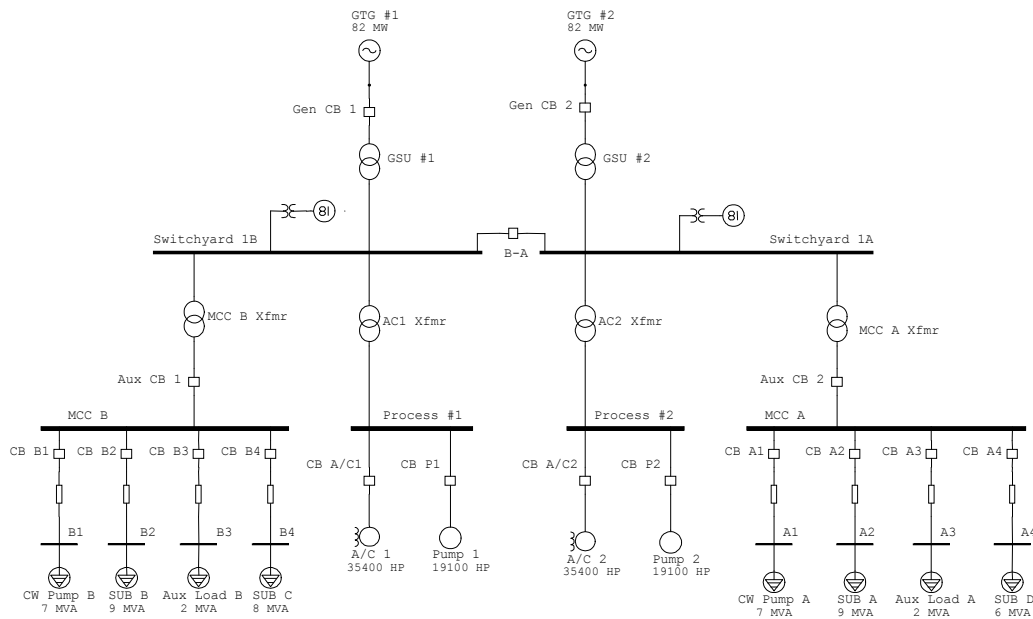 GTG #1
82 MW
GTG #2
82 MW
Gen CB 1
Gen CB 2
GSU #1
GSU #2
81
81
Switchyard 1B
B-A
Switchyard 1A
MCC B Xfmr
AC1 Xfmr
AC2 Xfmr
MCC A Xfmr
Aux CB 1
Aux CB 2
MCC B
Process #1
Process #2
MCC A
CB B1
CB B2
CB B3
CB B4
CB A/C1
CB P1
CB A/C2
CB P2
CB A1
CB A2
CB A3
CB A4
B1
B2
B3
B4
A1
A2
A3
A4
A/C 1
35400 HP
Pump 1
19100 HP
A/C 2
35400 HP
Pump 2
19100 HP
CW Pump B
7 MVA
SUB B
9 MVA
Aux Load B
2 MVA
SUB C
8 MVA
CW Pump A
7 MVA
SUB A
9 MVA
Aux Load A
2 MVA
SUB D
6 MVA